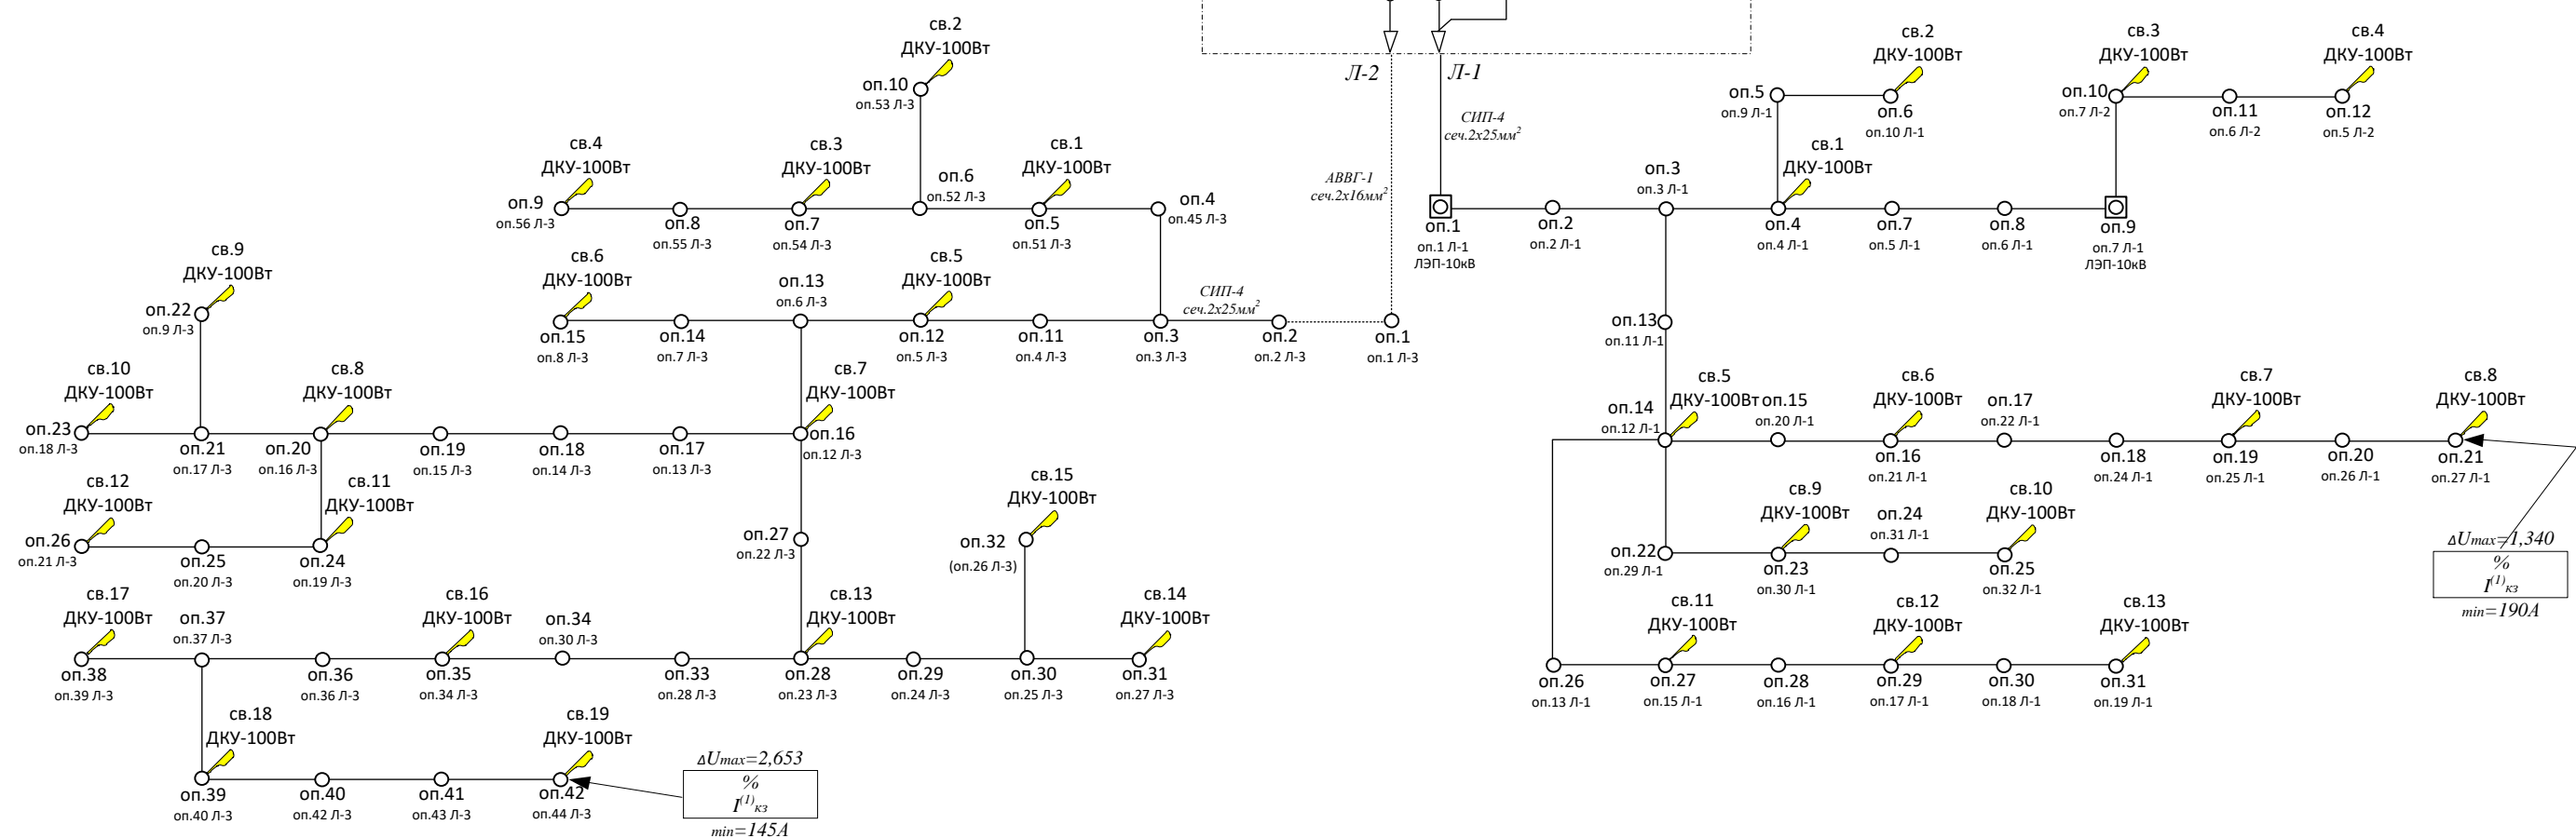 Л-2
Л-1
СИП-4
сеч.2х25мм²
АВВГ-1
сеч.2х16мм²
св.2
ДКУ-100Вт
оп.10
оп.53 Л-3
св.4
ДКУ-100Вт
оп.9
оп.56 Л-3
оп.8
оп.55 Л-3
св.3
ДКУ-100Вт
оп.7
оп.54 Л-3
оп.6
оп.52 Л-3
св.1
ДКУ-100Вт
оп.5
оп.51 Л-3
оп.4
оп.45 Л-3
св.6
ДКУ-100Вт
оп.15
оп.8 Л-3
оп.14
оп.7 Л-3
оп.13
оп.6 Л-3
св.5
ДКУ-100Вт
оп.12
оп.5 Л-3
оп.11
оп.4 Л-3
оп.3
оп.3 Л-3
СИП-4
сеч.2х25мм²
оп.2
оп.2 Л-3
оп.1
оп.1 Л-3
св.9
ДКУ-100Вт
оп.22
оп.9 Л-3
св.10
ДКУ-100Вт
оп.23
оп.18 Л-3
оп.21
оп.17 Л-3
св.8
ДКУ-100Вт
оп.20
оп.16 Л-3
оп.19
оп.15 Л-3
оп.18
оп.14 Л-3
оп.17
оп.13 Л-3
св.7
ДКУ-100Вт
оп.16
оп.12 Л-3
св.12
ДКУ-100Вт
оп.26
оп.21 Л-3
оп.25
оп.20 Л-3
св.11
ДКУ-100Вт
оп.24
оп.19 Л-3
оп.27
оп.22 Л-3
св.15
ДКУ-100Вт
оп.32
(оп.26 Л-3)
св.17
ДКУ-100Вт
оп.38
оп.39 Л-3
оп.37
оп.37 Л-3
оп.36
оп.36 Л-3
св.16
ДКУ-100Вт
оп.35
оп.34 Л-3
оп.34
оп.30 Л-3
оп.33
оп.28 Л-3
св.13
ДКУ-100Вт
оп.28
оп.23 Л-3
оп.29
оп.24 Л-3
оп.30
оп.25 Л-3
св.14
ДКУ-100Вт
оп.31
оп.27 Л-3
св.18
ДКУ-100Вт
оп.39
оп.40 Л-3
оп.40
оп.42 Л-3
оп.41
оп.43 Л-3
св.19
ДКУ-100Вт
оп.42
оп.44 Л-3
ΔUmax=2,653
%
I⁽¹⁾кз
min=145А
оп.1
оп.1 Л-1
ЛЭП-10кВ
оп.2
оп.2 Л-1
оп.3
оп.3 Л-1
св.1
ДКУ-100Вт
оп.4
оп.4 Л-1
оп.5
оп.9 Л-1
св.2
ДКУ-100Вт
оп.6
оп.10 Л-1
оп.7
оп.5 Л-1
оп.8
оп.6 Л-1
оп.9
оп.7 Л-1
ЛЭП-10кВ
св.3
ДКУ-100Вт
оп.10
оп.7 Л-2
оп.11
оп.6 Л-2
св.4
ДКУ-100Вт
оп.12
оп.5 Л-2
оп.13
оп.11 Л-1
св.5
ДКУ-100Вт
оп.14
оп.12 Л-1
оп.15
оп.20 Л-1
св.6
ДКУ-100Вт
оп.16
оп.21 Л-1
оп.17
оп.22 Л-1
оп.18
оп.24 Л-1
св.7
ДКУ-100Вт
оп.19
оп.25 Л-1
оп.20
оп.26 Л-1
св.8
ДКУ-100Вт
оп.21
оп.27 Л-1
оп.22
оп.29 Л-1
св.9
ДКУ-100Вт
оп.23
оп.30 Л-1
оп.24
оп.31 Л-1
св.10
ДКУ-100Вт
оп.25
оп.32 Л-1
ΔUmax=1,340
%
I⁽¹⁾кз
min=190А
оп.26
оп.13 Л-1
св.11
ДКУ-100Вт
оп.27
оп.15 Л-1
оп.28
оп.16 Л-1
св.12
ДКУ-100Вт
оп.29
оп.17 Л-1
оп.30
оп.18 Л-1
св.13
ДКУ-100Вт
оп.31
оп.19 Л-1